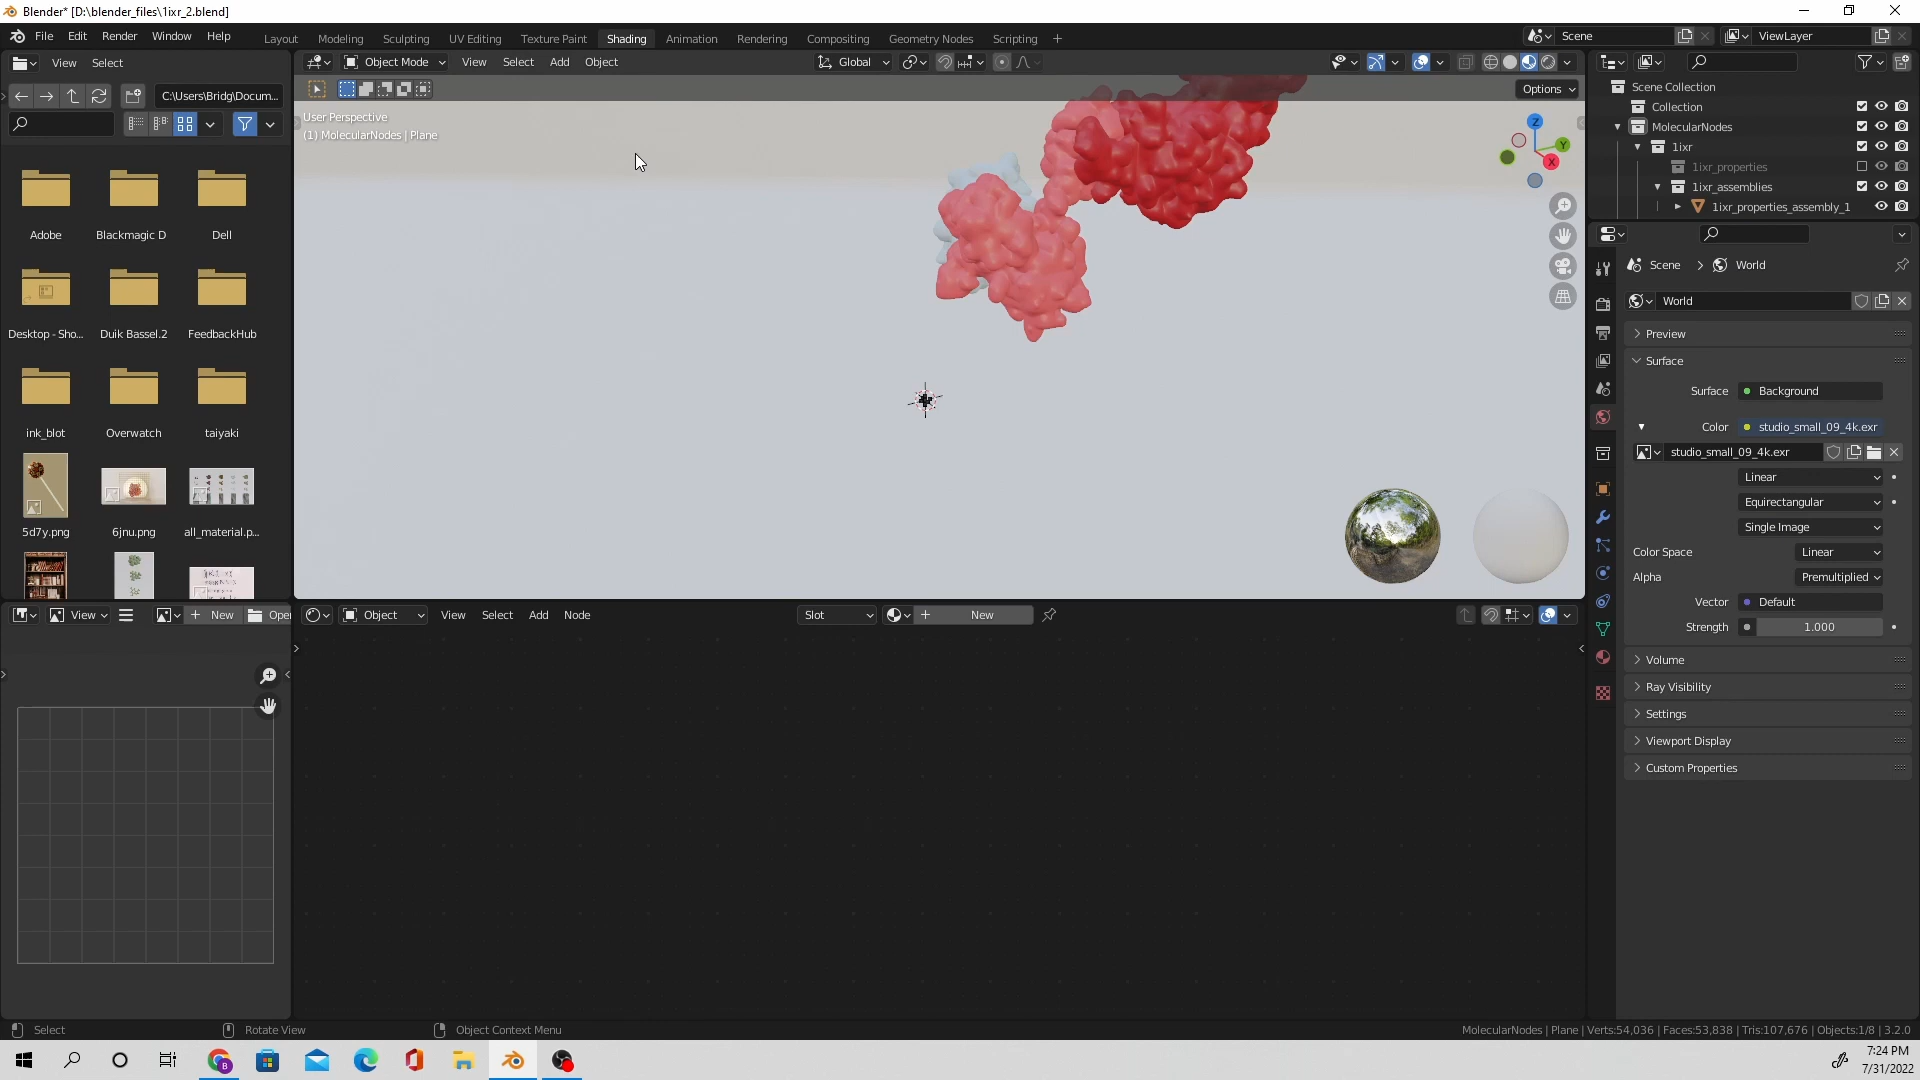 Blender* [D:\blender_files\1ixr_2.blend]
File Edit Render Window Help Layout Modeling Sculpting UV Editing Texture Paint Shading Animation Rendering Compositing Geometry Nodes Scripting + Scene ViewLayer
View Select Object Mode View Select Add Object Global
C:\Users\Bridg\Docum... Options
User Perspective
(1) MolecularNodes | Plane
Scene Collection
Collection
MolecularNodes
1ixr
1ixr_properties
1ixr_assemblies
1ixr_properties_assembly_1
Z
Y
X
Adobe Blackmagic D Dell
Desktop - Sho... Duik Bassel.2 FeedbackHub
ink_blot Overwatch taiyaki
5d7y.png 6jnu.png all_material.p...
Scene > World
World
Preview
Surface
Surface Background
Color studio_small_09_4k.exr
studio_small_09_4k.exr
Linear
Equirectangular
Single Image
Color Space Linear
Alpha Premultiplied
Vector Default
Strength 1.000
Volume
Ray Visibility
Settings
Viewport Display
Custom Properties
View + New Open Object View Select Add Node Slot + New
Select Rotate View Object Context Menu MolecularNodes | Plane | Verts:54,036 | Faces:53,838 | Tris:107,676 | Objects:1/8 | 3.2.0
7:24 PM
7/31/2022